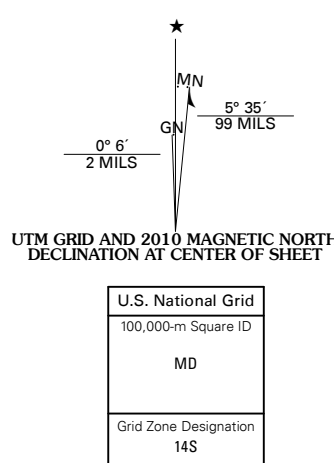 ★
MN
5° 35´
99 MILS
GN
0° 6´
2 MILS
UTM GRID AND 2010 MAGNETIC NORTH
DECLINATION AT CENTER OF SHEET
U.S. National Grid
100,000-m Square ID
MD
Grid Zone Designation
14S